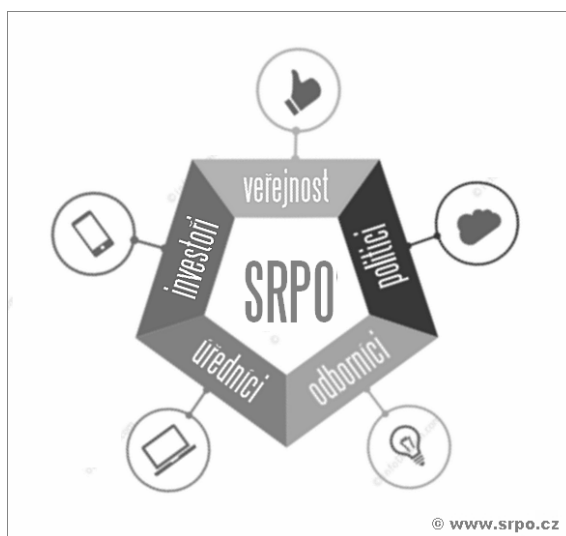 veřejnost
politici
investoři
SRPO
úředníci
odborníci
© www.srpo.cz